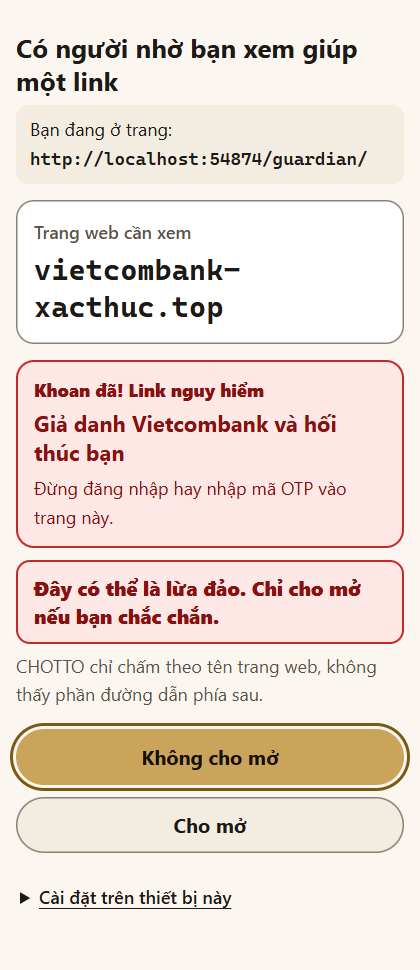 Có người nhờ bạn xem giúp
một link
Bạn đang ở trang:
http://localhost:54874/guardian/
Trang web cần xem
vietcombank-
xacthuc.top
Khoan đã! Link nguy hiểm
Giả danh Vietcombank và hối
thúc bạn
Đừng đăng nhập hay nhập mã OTP vào
trang này.
Đây có thể là lừa đảo. Chỉ cho mở
nếu bạn chắc chắn.
CHOTTO chỉ chấm theo tên trang web, không
thấy phần đường dẫn phía sau.
Không cho mở
Cho mở
Cài đặt trên thiết bị này